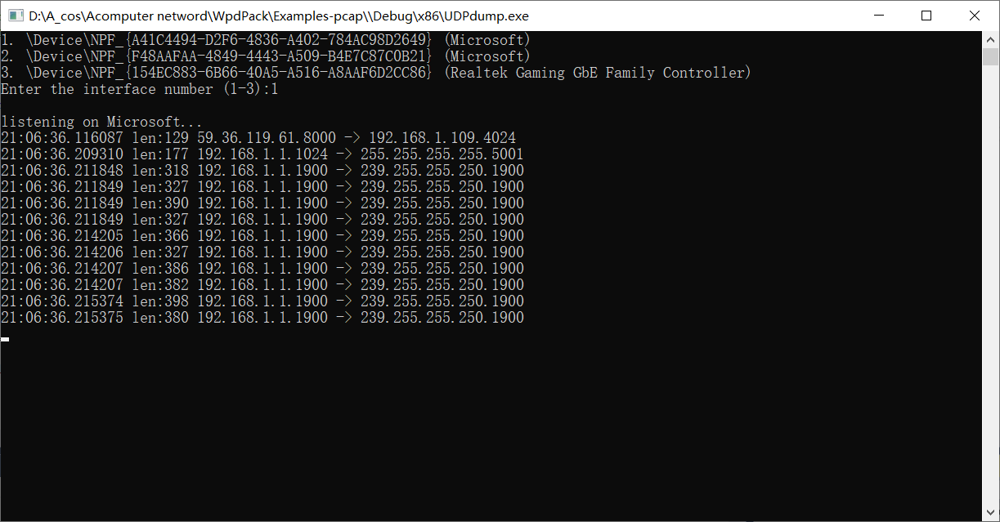 D:\A_cos\Acomputer netword\WpdPack\Examples-pcap\\Debug\x86\UDPdump.exe
1. \Device\NPF_{A41C4494-D2F6-4836-A402-784AC98D2649} (Microsoft)
2. \Device\NPF_{F48AAFAA-4849-4443-A509-B4E7C87C0B21} (Microsoft)
3. \Device\NPF_{154EC883-6B66-40A5-A516-A8AAF6D2CC86} (Realtek Gaming GbE Family Controller)
Enter the interface number (1-3):1
listening on Microsoft...
21:06:36.116087 len:129 59.36.119.61.8000 -> 192.168.1.109.4024
21:06:36.209310 len:177 192.168.1.1.1024 -> 255.255.255.255.5001
21:06:36.211848 len:318 192.168.1.1.1900 -> 239.255.255.250.1900
21:06:36.211849 len:327 192.168.1.1.1900 -> 239.255.255.250.1900
21:06:36.211849 len:390 192.168.1.1.1900 -> 239.255.255.250.1900
21:06:36.211849 len:327 192.168.1.1.1900 -> 239.255.255.250.1900
21:06:36.214205 len:366 192.168.1.1.1900 -> 239.255.255.250.1900
21:06:36.214206 len:327 192.168.1.1.1900 -> 239.255.255.250.1900
21:06:36.214207 len:386 192.168.1.1.1900 -> 239.255.255.250.1900
21:06:36.214207 len:382 192.168.1.1.1900 -> 239.255.255.250.1900
21:06:36.215374 len:398 192.168.1.1.1900 -> 239.255.255.250.1900
21:06:36.215375 len:380 192.168.1.1.1900 -> 239.255.255.250.1900